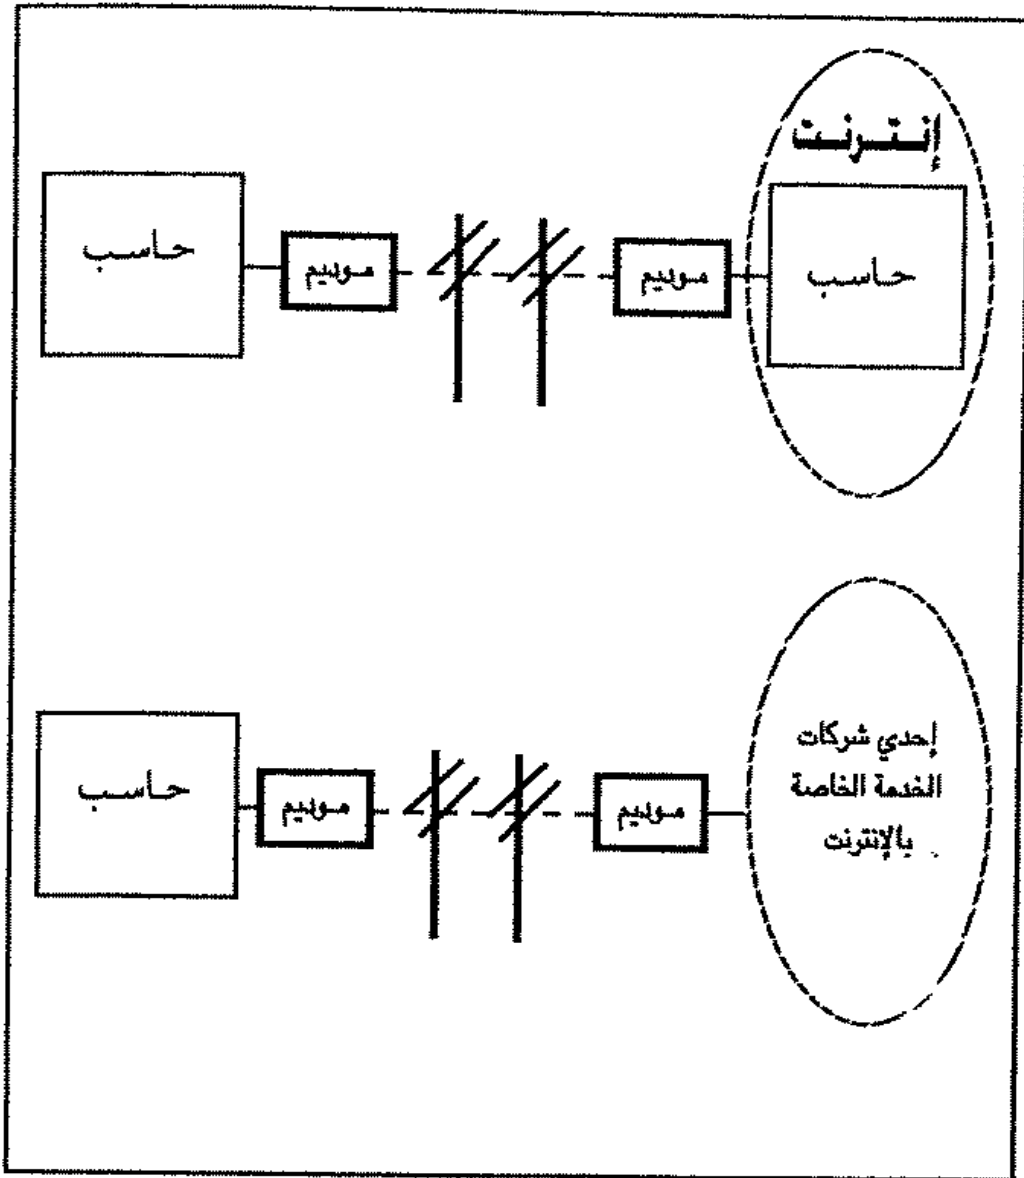 إنترنت
حاسب
موديم
موديم
حاسب
إحدي شركات
الخدمة الخاصة
بالإنترنت
موديم
موديم
حاسب